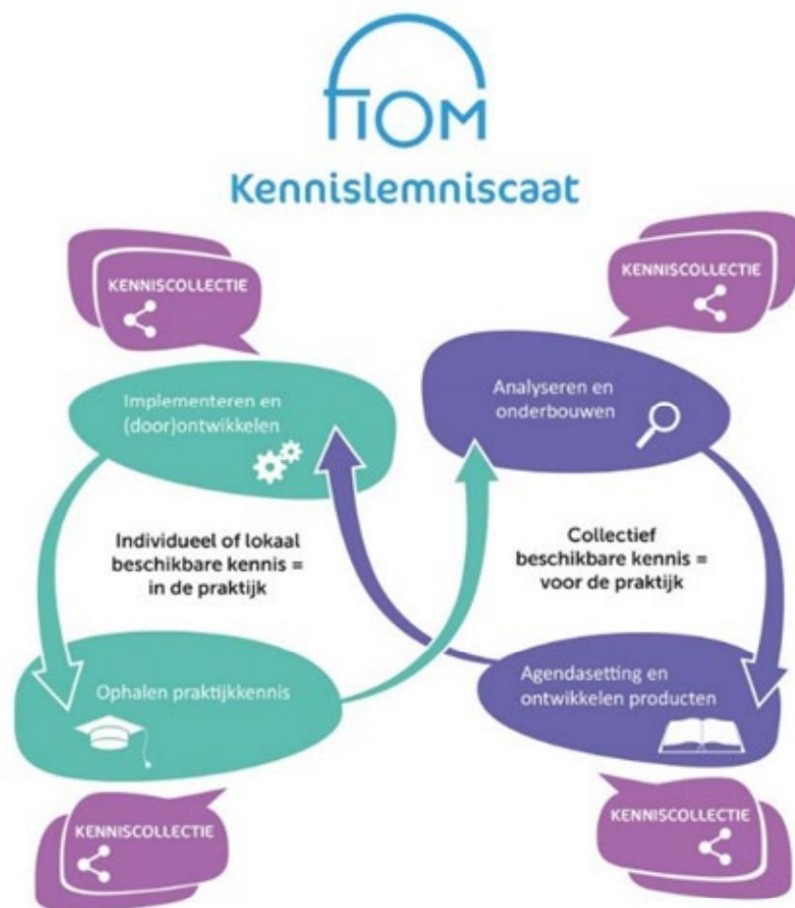 fiom
Kennislemniscaat
KENNISCOLLECTIE
KENNISCOLLECTIE
Implementeren en
(door)ontwikkelen
Analyseren en
onderbouwen
Individueel of lokaal
beschikbare kennis =
in de praktijk
Collectief
beschikbare kennis =
voor de praktijk
Ophalen praktijkkennis
Agendasetting en
ontwikkelen producten
KENNISCOLLECTIE
KENNISCOLLECTIE